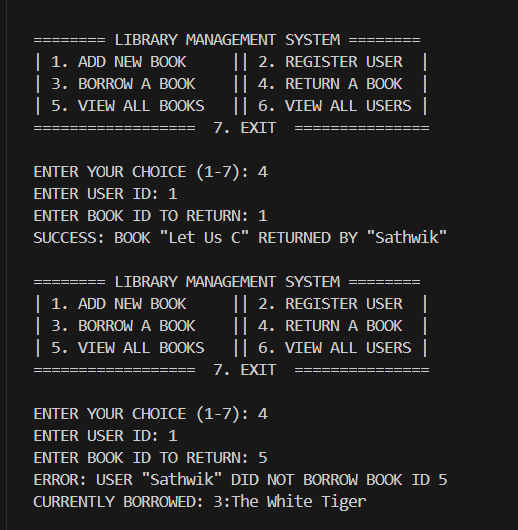 ======== LIBRARY MANAGEMENT SYSTEM ========
| 1. ADD NEW BOOK     || 2. REGISTER USER  |
| 3. BORROW A BOOK    || 4. RETURN A BOOK  |
| 5. VIEW ALL BOOKS   || 6. VIEW ALL USERS |
==================  7. EXIT  ===============
ENTER YOUR CHOICE (1-7): 4
ENTER USER ID: 1
ENTER BOOK ID TO RETURN: 1
SUCCESS: BOOK "Let Us C" RETURNED BY "Sathwik"
======== LIBRARY MANAGEMENT SYSTEM ========
| 1. ADD NEW BOOK     || 2. REGISTER USER  |
| 3. BORROW A BOOK    || 4. RETURN A BOOK  |
| 5. VIEW ALL BOOKS   || 6. VIEW ALL USERS |
==================  7. EXIT  ===============
ENTER YOUR CHOICE (1-7): 4
ENTER USER ID: 1
ENTER BOOK ID TO RETURN: 5
ERROR: USER "Sathwik" DID NOT BORROW BOOK ID 5
CURRENTLY BORROWED: 3:The White Tiger